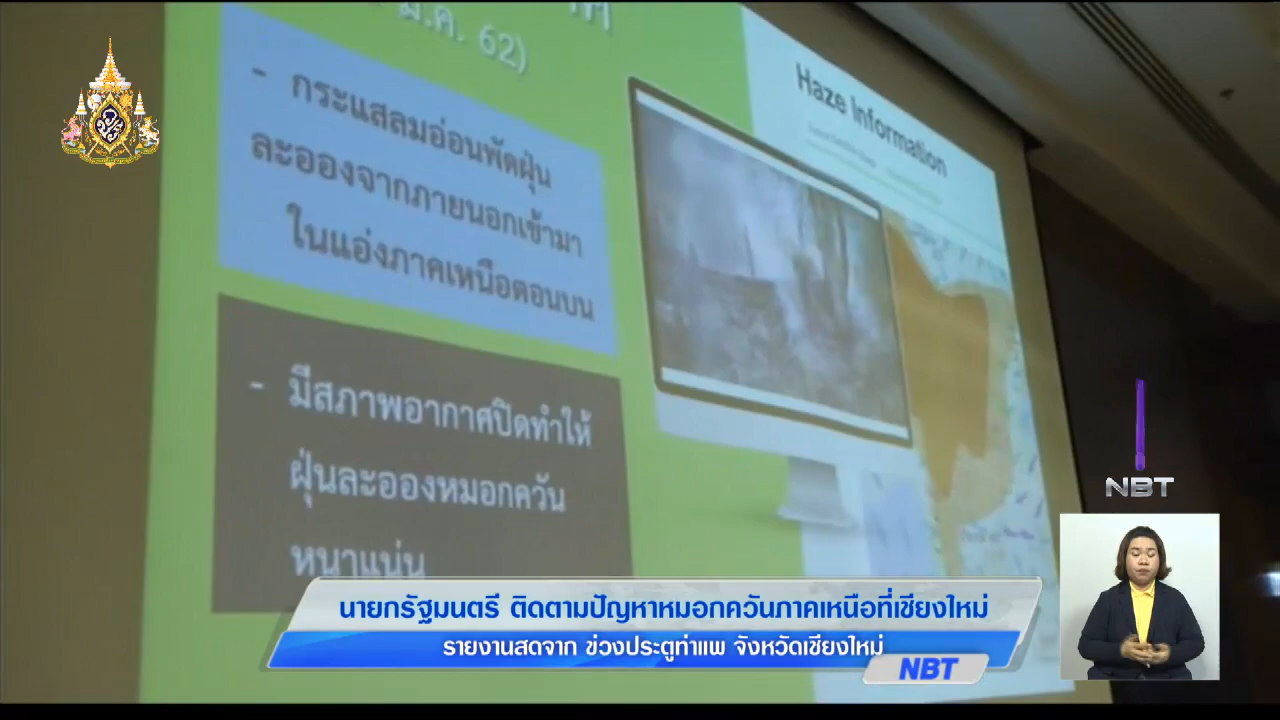 ม.ค. 62)
- กระแสลมอ่อนพัดฝุ่น
ละอองจากภายนอกเข้ามา
ในแอ่งภาคเหนือตอนบน
- มีสภาพอากาศปิดทำให้
ฝุ่นละอองหมอกควัน
หนาแน่น
Haze Information
NBT
นายกรัฐมนตรี ติดตามปัญหาหมอกควันภาคเหนือที่เชียงใหม่
รายงานสดจาก ข่วงประตูท่าแพ จังหวัดเชียงใหม่
NBT